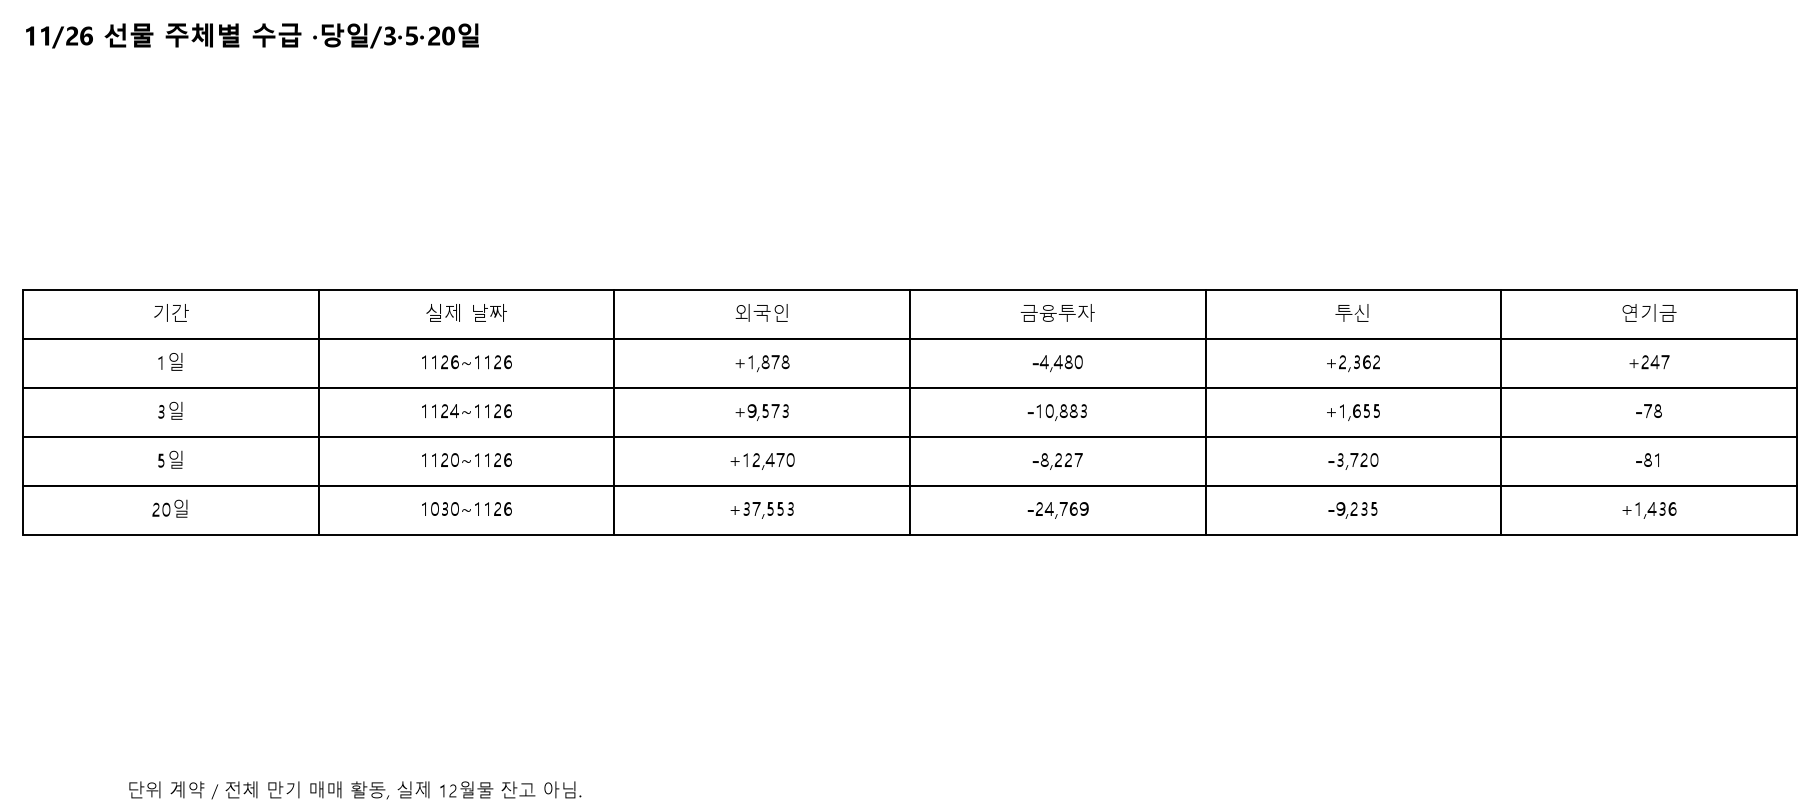 11/26 선물 주체별 수급 ·당일/3·5·20일
기간 실제 날짜 외국인 금융투자 투신 연기금
1일 1126~1126 +1,878 -4,480 +2,362 +247
3일 1124~1126 +9,573 -10,883 +1,655 -78
5일 1120~1126 +12,470 -8,227 -3,720 -81
20일 1030~1126 +37,553 -24,769 -9,235 +1,436
단위 계약 / 전체 만기 매매 활동, 실제 12월물 잔고 아님.